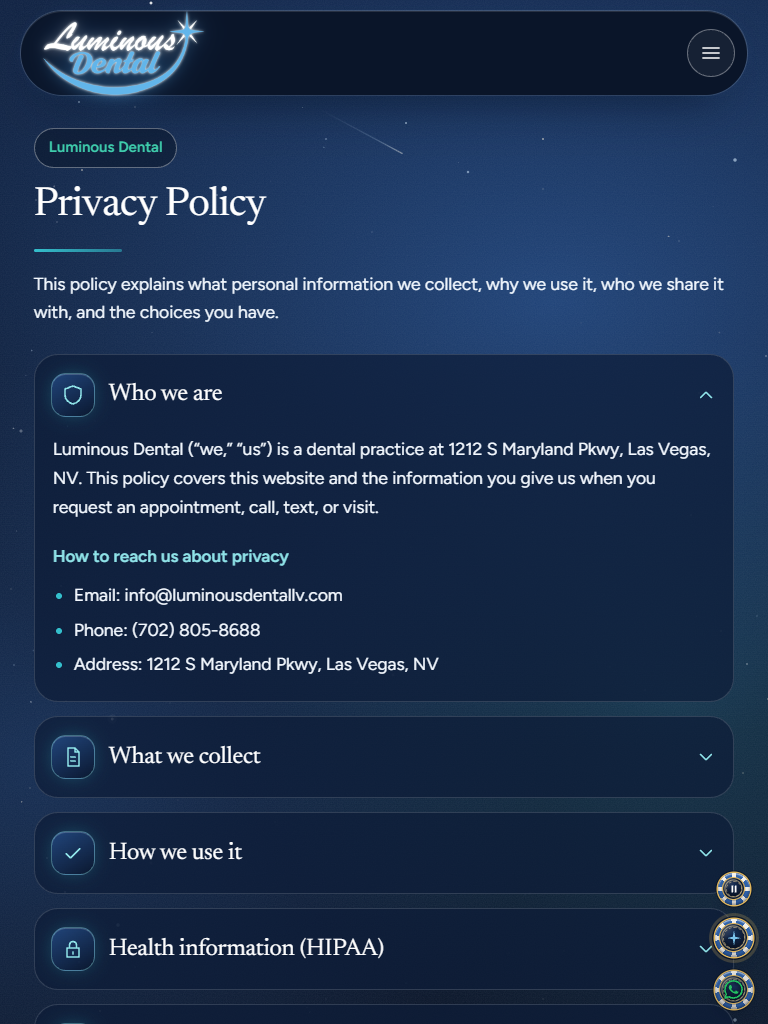 Luminous
Dental
Luminous Dental
Privacy Policy
This policy explains what personal information we collect, why we use it, who we share it
with, and the choices you have.
Who we are
Luminous Dental (“we,” “us”) is a dental practice at 1212 S Maryland Pkwy, Las Vegas,
NV. This policy covers this website and the information you give us when you
request an appointment, call, text, or visit.
How to reach us about privacy
Email: info@luminousdentallv.com
Phone: (702) 805-8688
Address: 1212 S Maryland Pkwy, Las Vegas, NV
What we collect
How we use it
Health information (HIPAA)